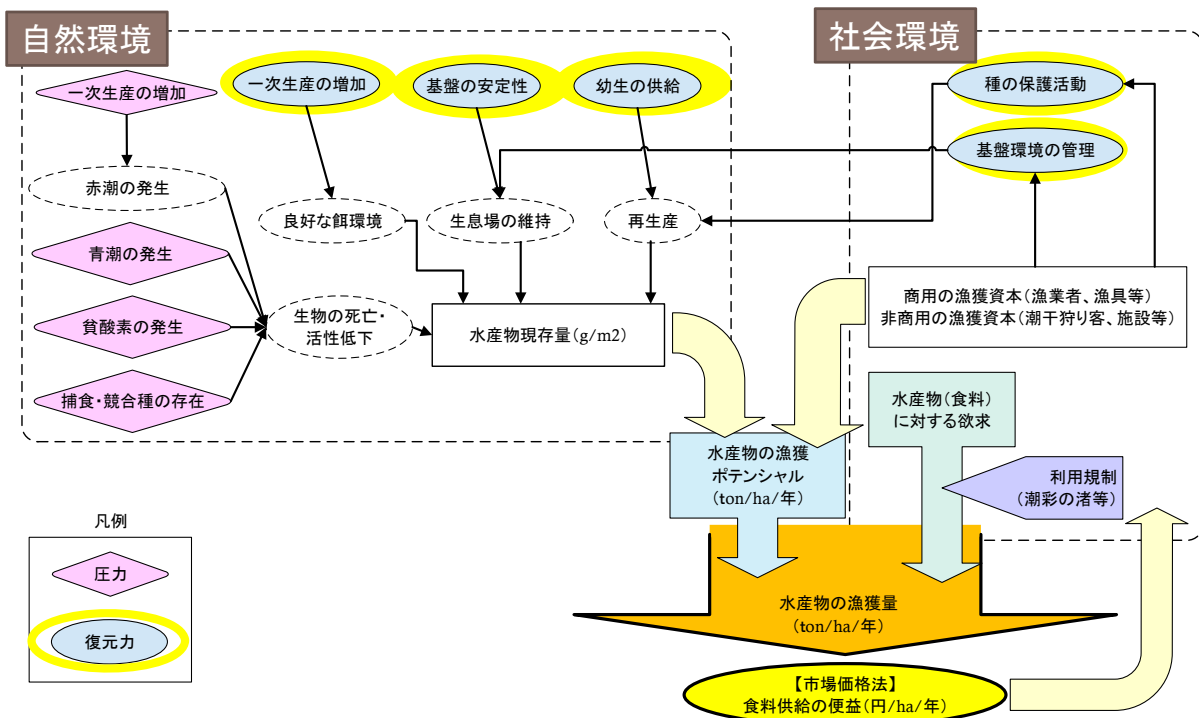 自然環境
社会環境
一次生産の増加
一次生産の増加
基盤の安定性
幼生の供給
種の保護活動
基盤環境の管理
赤潮の発生
良好な餌環境
生息場の維持
再生産
青潮の発生
貧酸素の発生
捕食・競合種の存在
生物の死亡・
活性低下
水産物現存量(g/m2)
商用の漁獲資本(漁業者、漁具等)
非商用の漁獲資本(潮干狩り客、施設等)
水産物(食料)
に対する欲求
水産物の漁獲
ポテンシャル
(ton/ha/年)
利用規制
(潮彩の渚等)
凡例
圧力
復元力
水産物の漁獲量
(ton/ha/年)
【市場価格法】
食料供給の便益(円/ha/年)